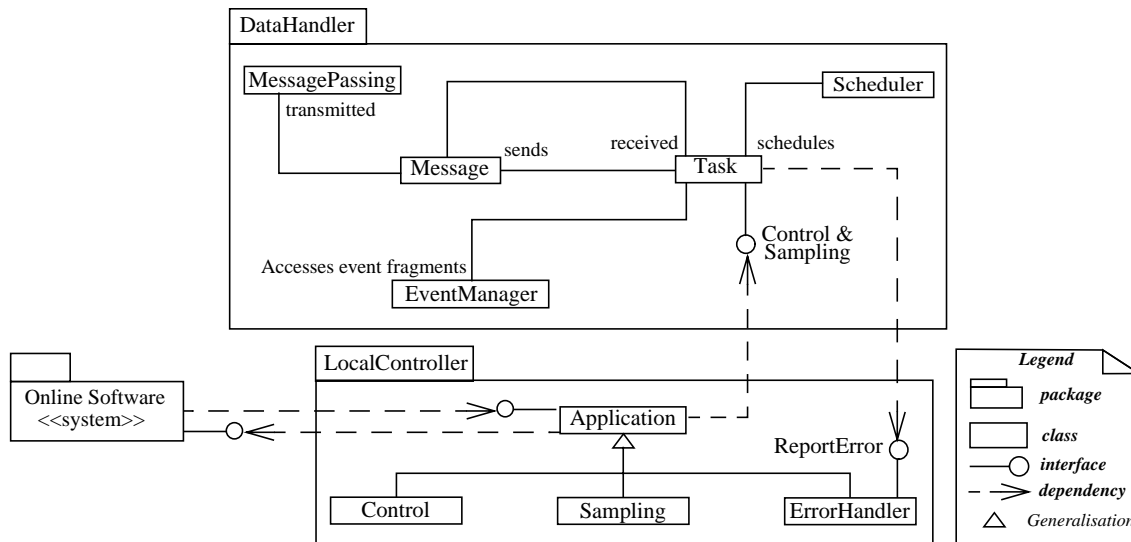 DataHandler
MessagePassing
transmitted
Scheduler
sends
received
schedules
Message
Task
Control &
Sampling
Accesses event fragments
EventManager
LocalController
Online Software
<<system>>
Application
ReportError
Control
Sampling
ErrorHandler
Legend
package
class
interface
dependency
Generalisation